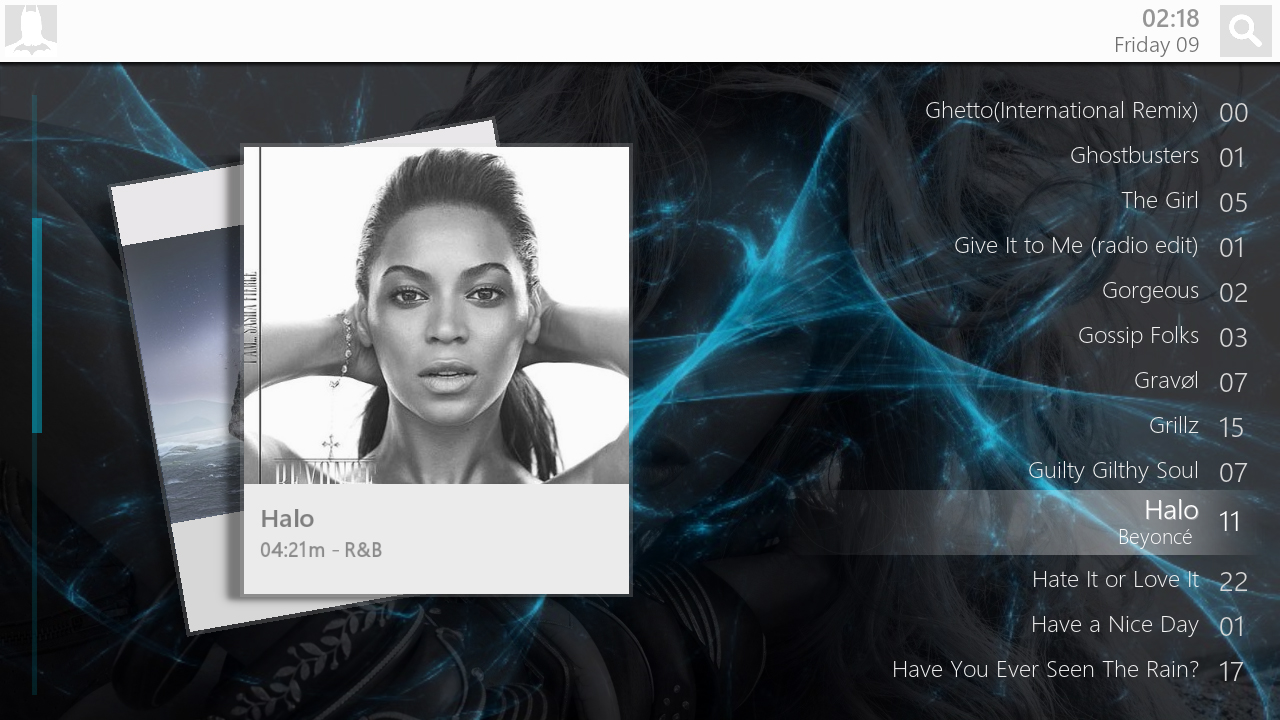 02:18
Friday 09
Ghetto(International Remix) 00
Ghostbusters 01
The Girl 05
Give It to Me (radio edit) 01
Gorgeous 02
Gossip Folks 03
Gravøl 07
Grillz 15
Guilty Gilthy Soul 07
Halo 11
Beyoncé
Hate It or Love It 22
Have a Nice Day 01
Have You Ever Seen The Rain? 17
I AM... SASHA FIERCE
BEYONCE
Halo
04:21m - R&B